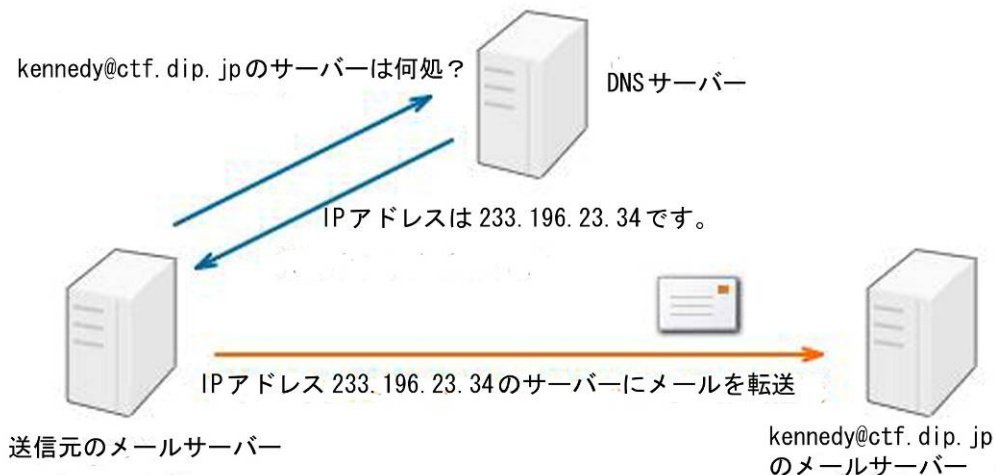 kennedy@ctf.dip.jpのサーバーは何処？
DNSサーバー
IPアドレスは233.196.23.34です。
IPアドレス233.196.23.34のサーバーにメールを転送
送信元のメールサーバー
kennedy@ctf.dip.jp
のメールサーバー